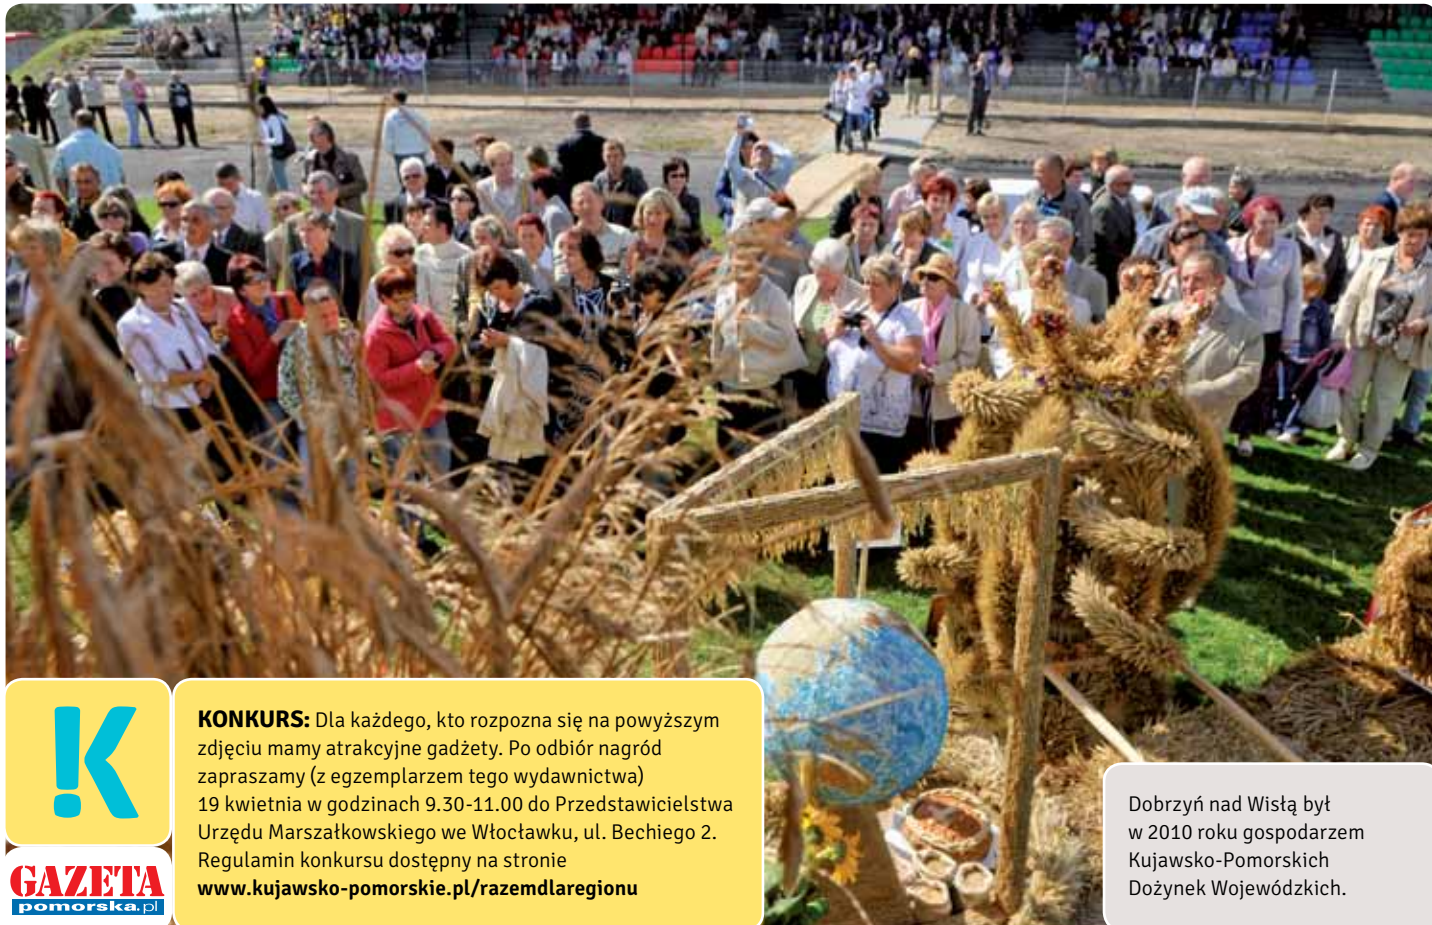 KONKURS: Dla każdego, kto rozpozna się na powyższym
zdjęciu mamy atrakcyjne gadżety. Po odbiór nagród
zapraszamy (z egzemplarzem tego wydawnictwa)
19 kwietnia w godzinach 9.30-11.00 do Przedstawicielstwa
Urzędu Marszałkowskiego we Włocławku, ul. Bechiego 2.
Regulamin konkursu dostępny na stronie
www.kujawsko-pomorskie.pl/razemdlaregionu
K!
GAZETA
pomorska.pl
Dobrzyń nad Wisłą był
w 2010 roku gospodarzem
Kujawsko-Pomorskich
Dożynek Wojewódzkich.